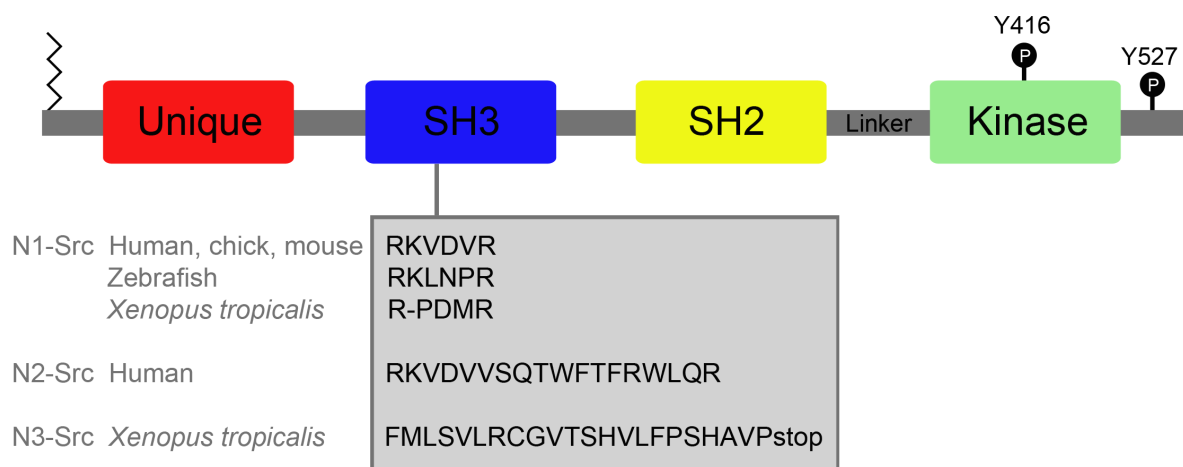 Y416
P
Y527
P
Unique
SH3
SH2
Linker
Kinase
N1-Src Human, chick, mouse RKVDVR
Zebrafish RKLNPR
Xenopus tropicalis R-PDMR
N2-Src Human RKVDVVSQTWFTFRWLQR
N3-Src Xenopus tropicalis FMLSVLRCGVTSHVLFPSHAVPstop